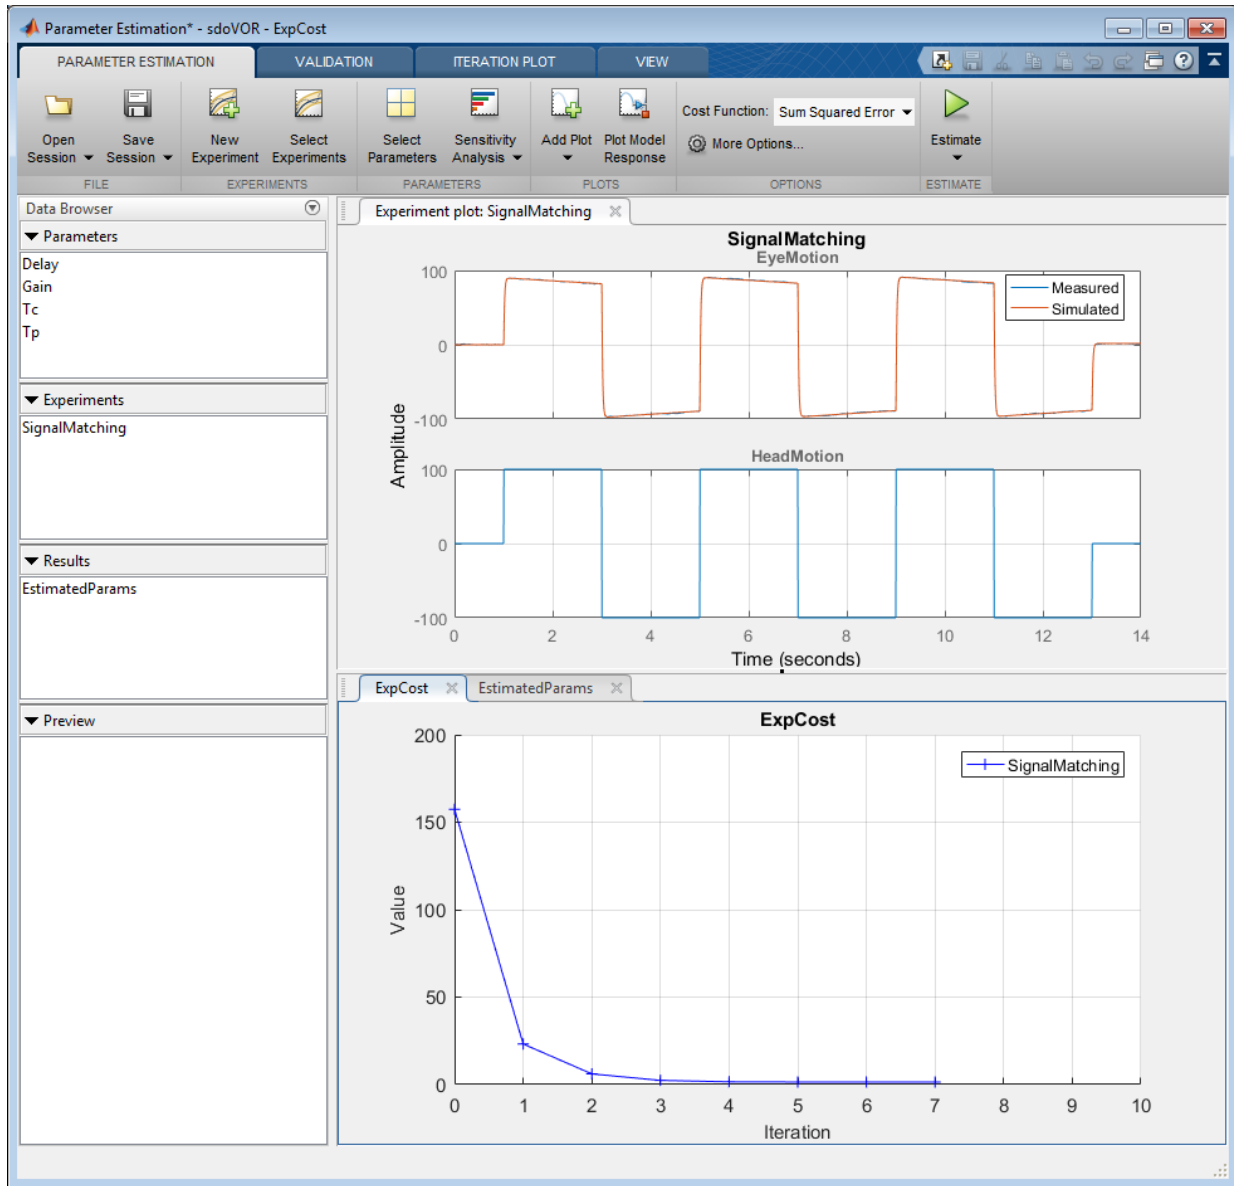 Parameter Estimation* - sdoVOR - ExpCost
PARAMETER ESTIMATION
VALIDATION
ITERATION PLOT
VIEW
Open Session
Save Session
New Experiment
Select Experiments
Select Parameters
Sensitivity Analysis
Add Plot
Plot Model Response
Cost Function: Sum Squared Error
More Options...
Estimate
FILE
EXPERIMENTS
PARAMETERS
PLOTS
OPTIONS
ESTIMATE
Data Browser
Parameters
Delay
Gain
Tc
Tp
Experiments
SignalMatching
Results
EstimatedParams
Preview
Experiment plot: SignalMatching
SignalMatching
EyeMotion
100
0
-100
Measured
Simulated
Amplitude
HeadMotion
100
0
-100
0 2 4 6 8 10 12 14
Time (seconds)
ExpCost
EstimatedParams
ExpCost
200
150
100
50
0
Value
SignalMatching
0 1 2 3 4 5 6 7 8 9 10
Iteration